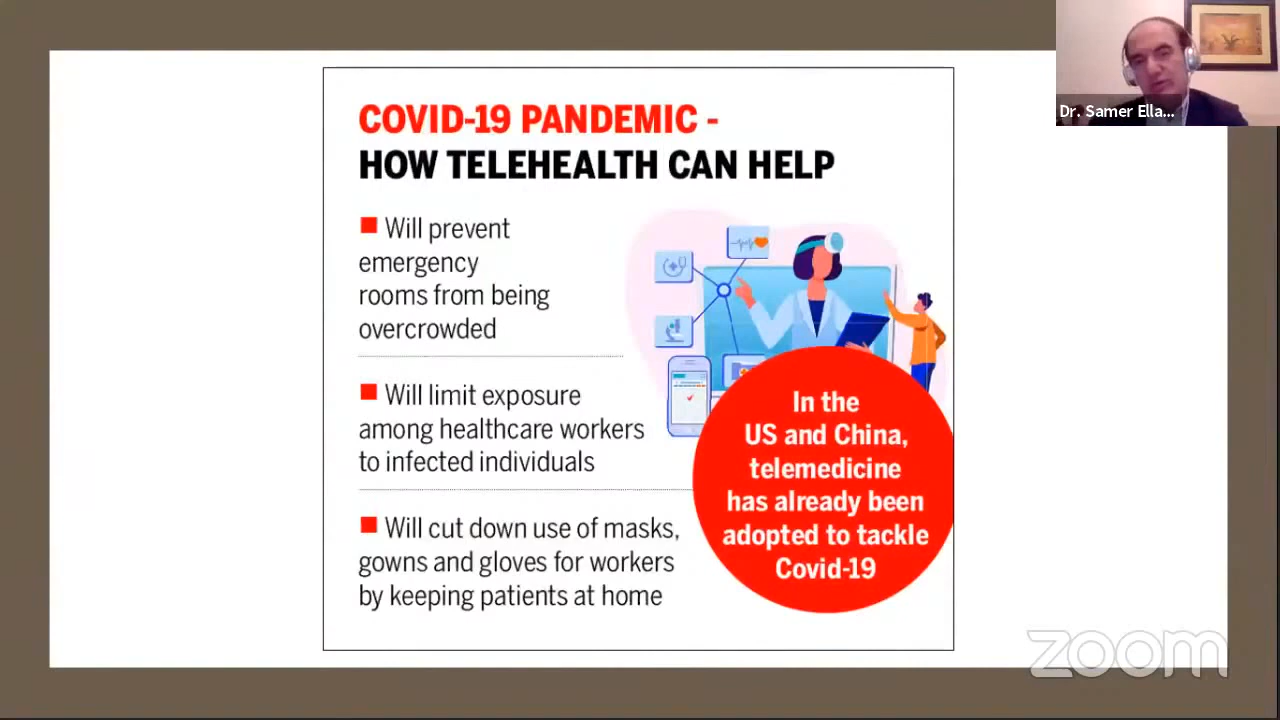 COVID-19 PANDEMIC -
HOW TELEHEALTH CAN HELP
Will prevent
emergency
rooms from being
overcrowded
Will limit exposure
among healthcare workers
to infected individuals
Will cut down use of masks,
gowns and gloves for workers
by keeping patients at home
In the
US and China,
telemedicine
has already been
adopted to tackle
Covid-19
Dr. Samer Ella...
zoom